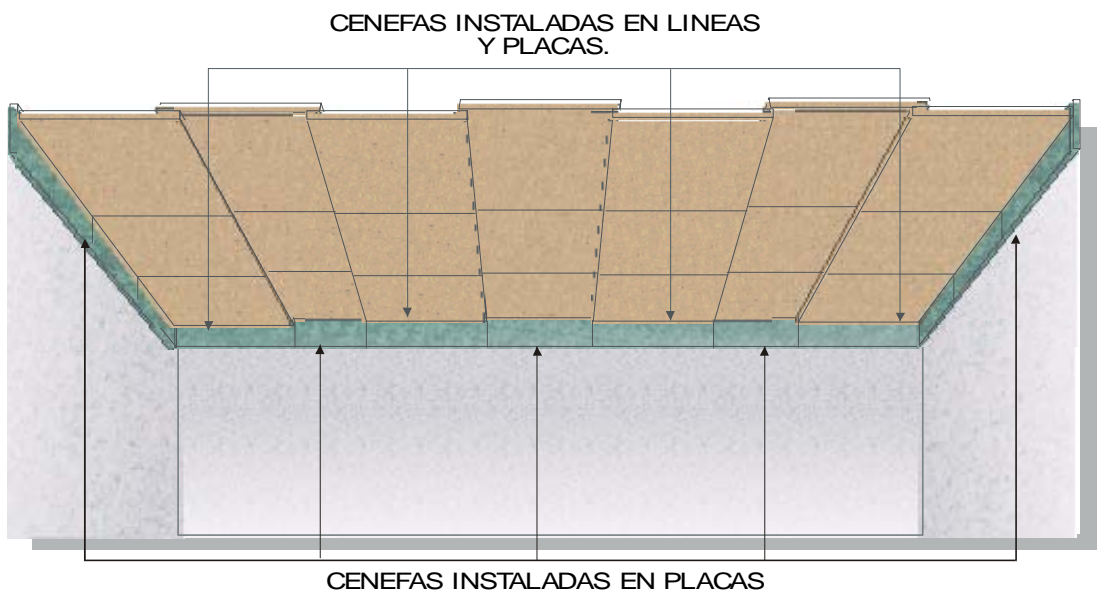 CENEFAS INSTALADAS EN LINEAS
Y PLACAS.
CENEFAS INSTALADAS EN PLACAS